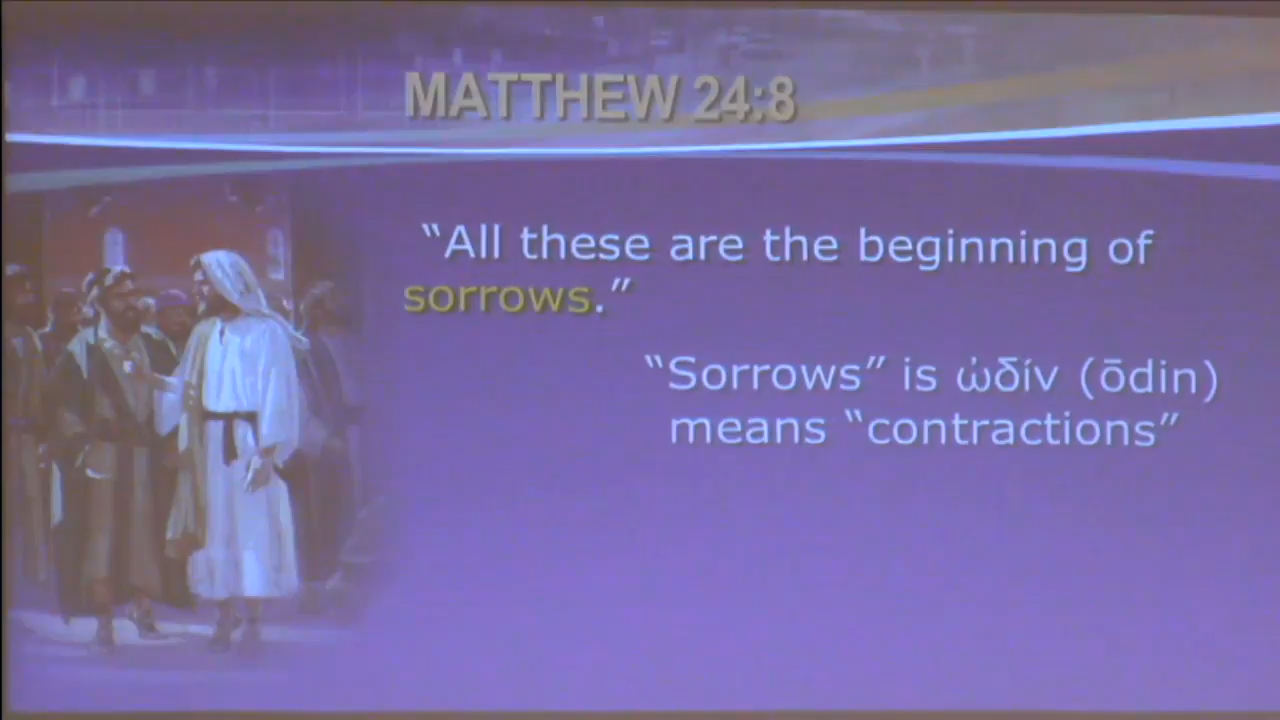 MATTHEW 24:8
“All these are the beginning of
sorrows.”
“Sorrows” is ὠδίν (ōdin)
means “contractions”